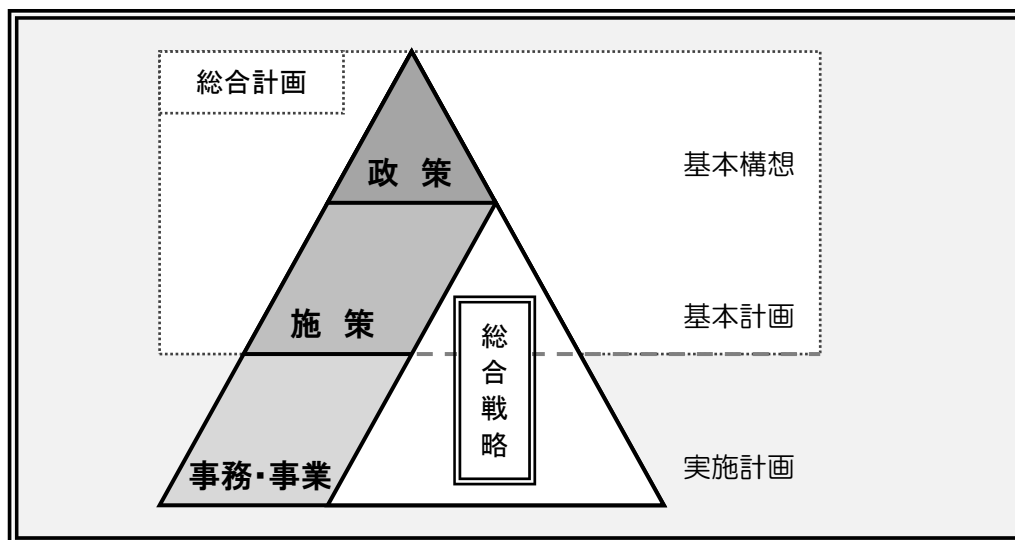 総合計画
政策
基本構想
施策
基本計画
総合戦略
事務・事業
実施計画